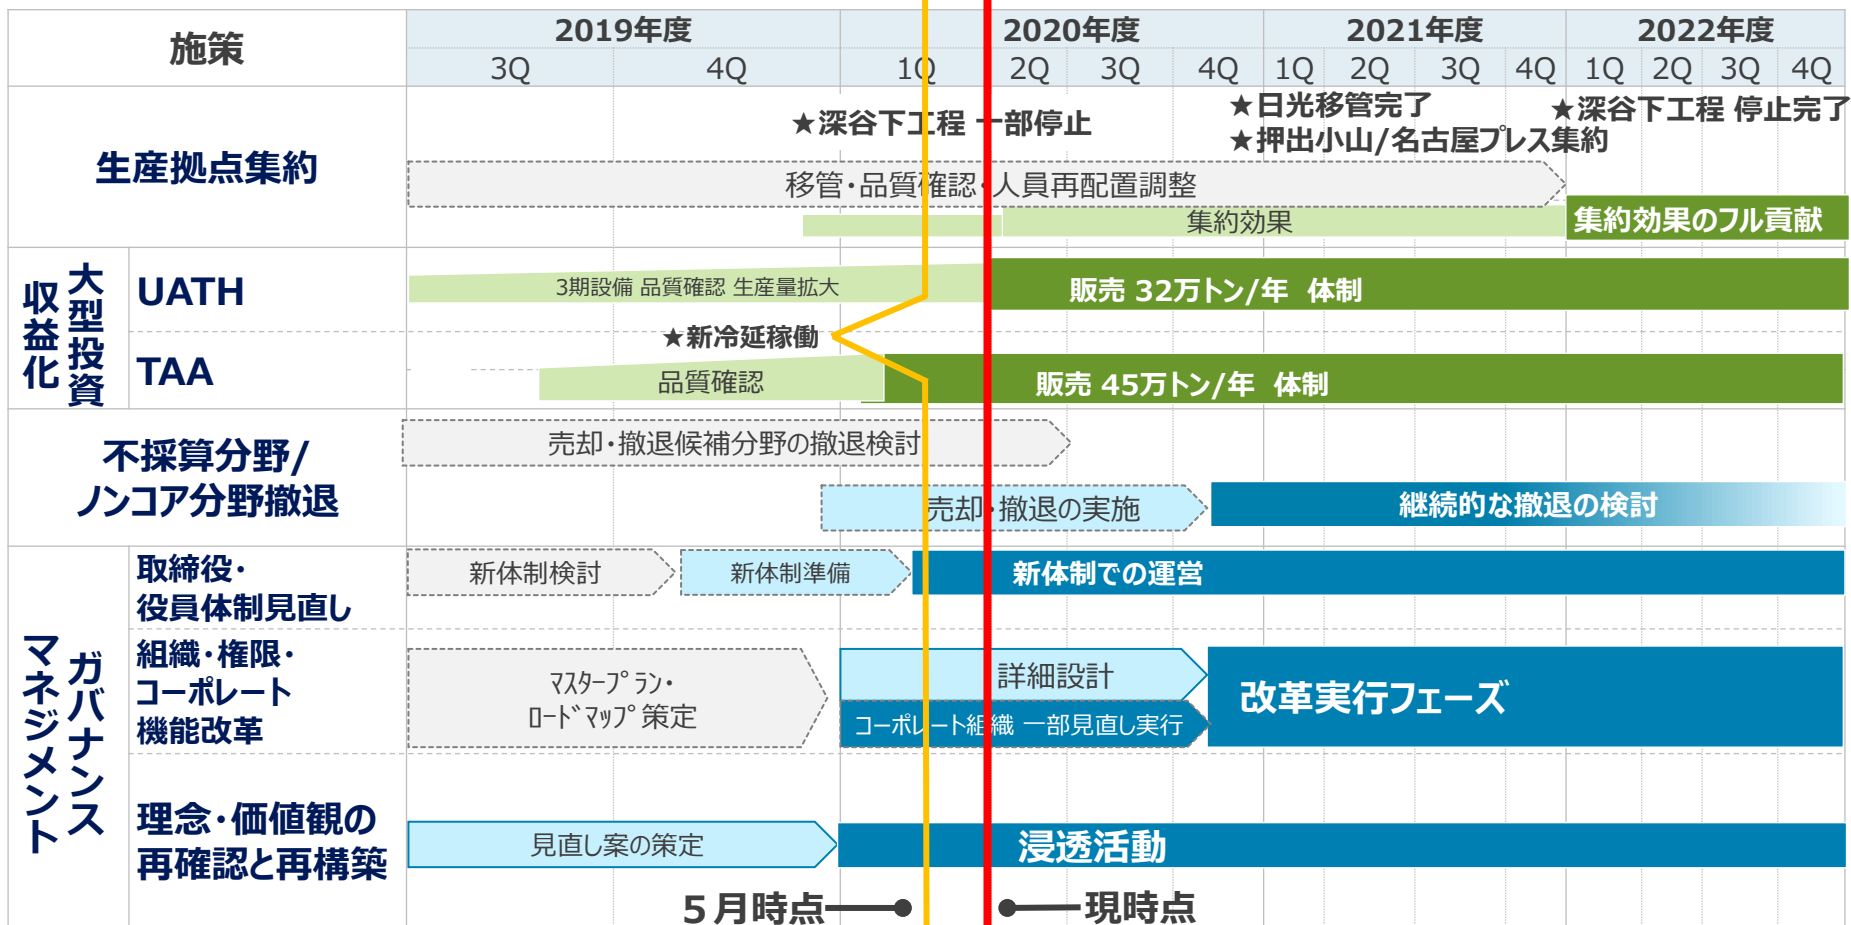 施策
2019年度
2020年度
2021年度
2022年度
3Q
4Q
1Q
2Q
3Q
4Q
1Q
2Q
3Q
4Q
1Q
2Q
3Q
4Q
生産拠点集約
★深谷下工程 一部停止
★日光移管完了
★押出小山/名古屋プレス集約
★深谷下工程 停止完了
移管・品質確認・人員再配置調整
集約効果
集約効果のフル貢献
大型投資
収益化
UATH
3期設備 品質確認 生産量拡大
販売 32万トン/年 体制
★新冷延稼働
TAA
品質確認
販売 45万トン/年 体制
不採算分野/
ノンコア分野撤退
売却・撤退候補分野の撤退検討
売却・撤退の実施
継続的な撤退の検討
ガバナンス
マネジメント
取締役・
役員体制見直し
新体制検討
新体制準備
新体制での運営
組織・権限・
コーポレート
機能改革
マスタープラン・
ロードマップ策定
詳細設計
コーポレート組織 一部見直し実行
改革実行フェーズ
理念・価値観の
再確認と再構築
見直し案の策定
浸透活動
５月時点
現時点